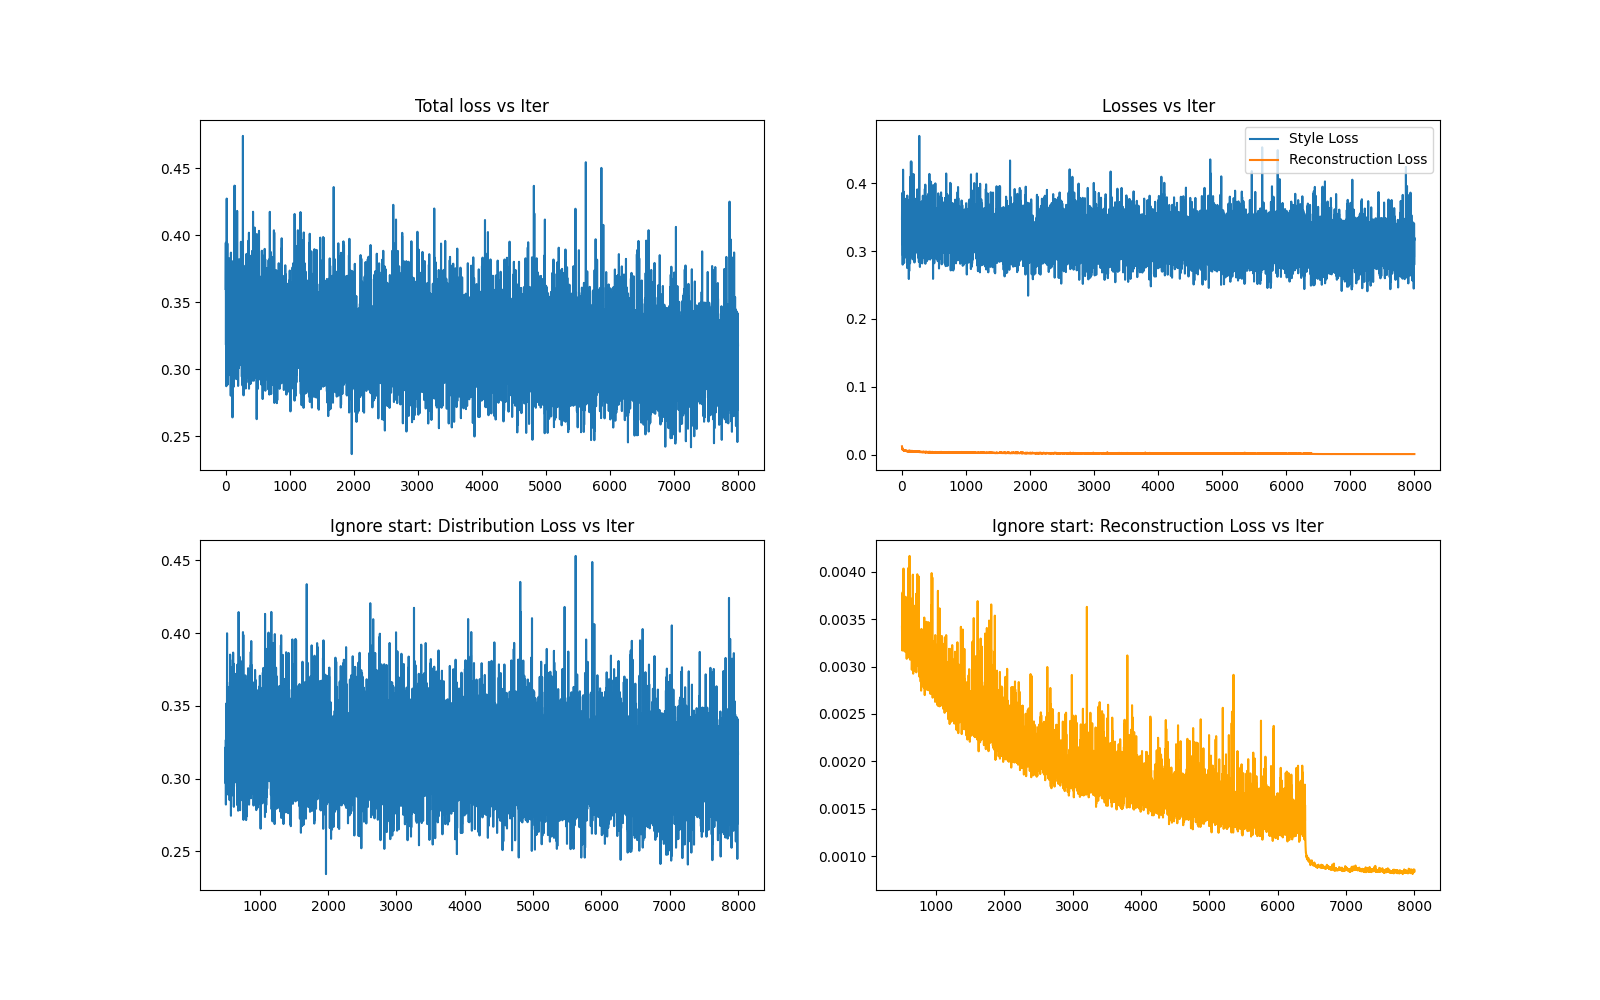 Total loss vs Iter
0.45
0.40
0.35
0.30
0.25
0 1000 2000 3000 4000 5000 6000 7000 8000
Losses vs Iter
Style Loss
Reconstruction Loss
0.4
0.3
0.2
0.1
0.0
0 1000 2000 3000 4000 5000 6000 7000 8000
Ignore start: Distribution Loss vs Iter
0.45
0.40
0.35
0.30
0.25
1000 2000 3000 4000 5000 6000 7000 8000
Ignore start: Reconstruction Loss vs Iter
0.0040
0.0035
0.0030
0.0025
0.0020
0.0015
0.0010
1000 2000 3000 4000 5000 6000 7000 8000